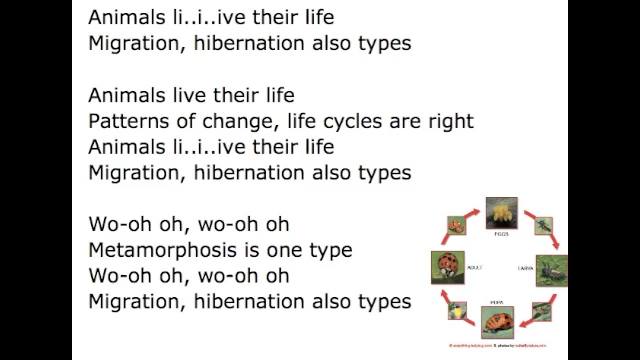 Animals li..i..ive their life
Migration, hibernation also types
Animals live their life
Patterns of change, life cycles are right
Animals li..i..ive their life
Migration, hibernation also types
Wo-oh oh, wo-oh oh
Metamorphosis is one type
Wo-oh oh, wo-oh oh
Migration, hibernation also types
EGGS
ADULT
LARVA
PUPA